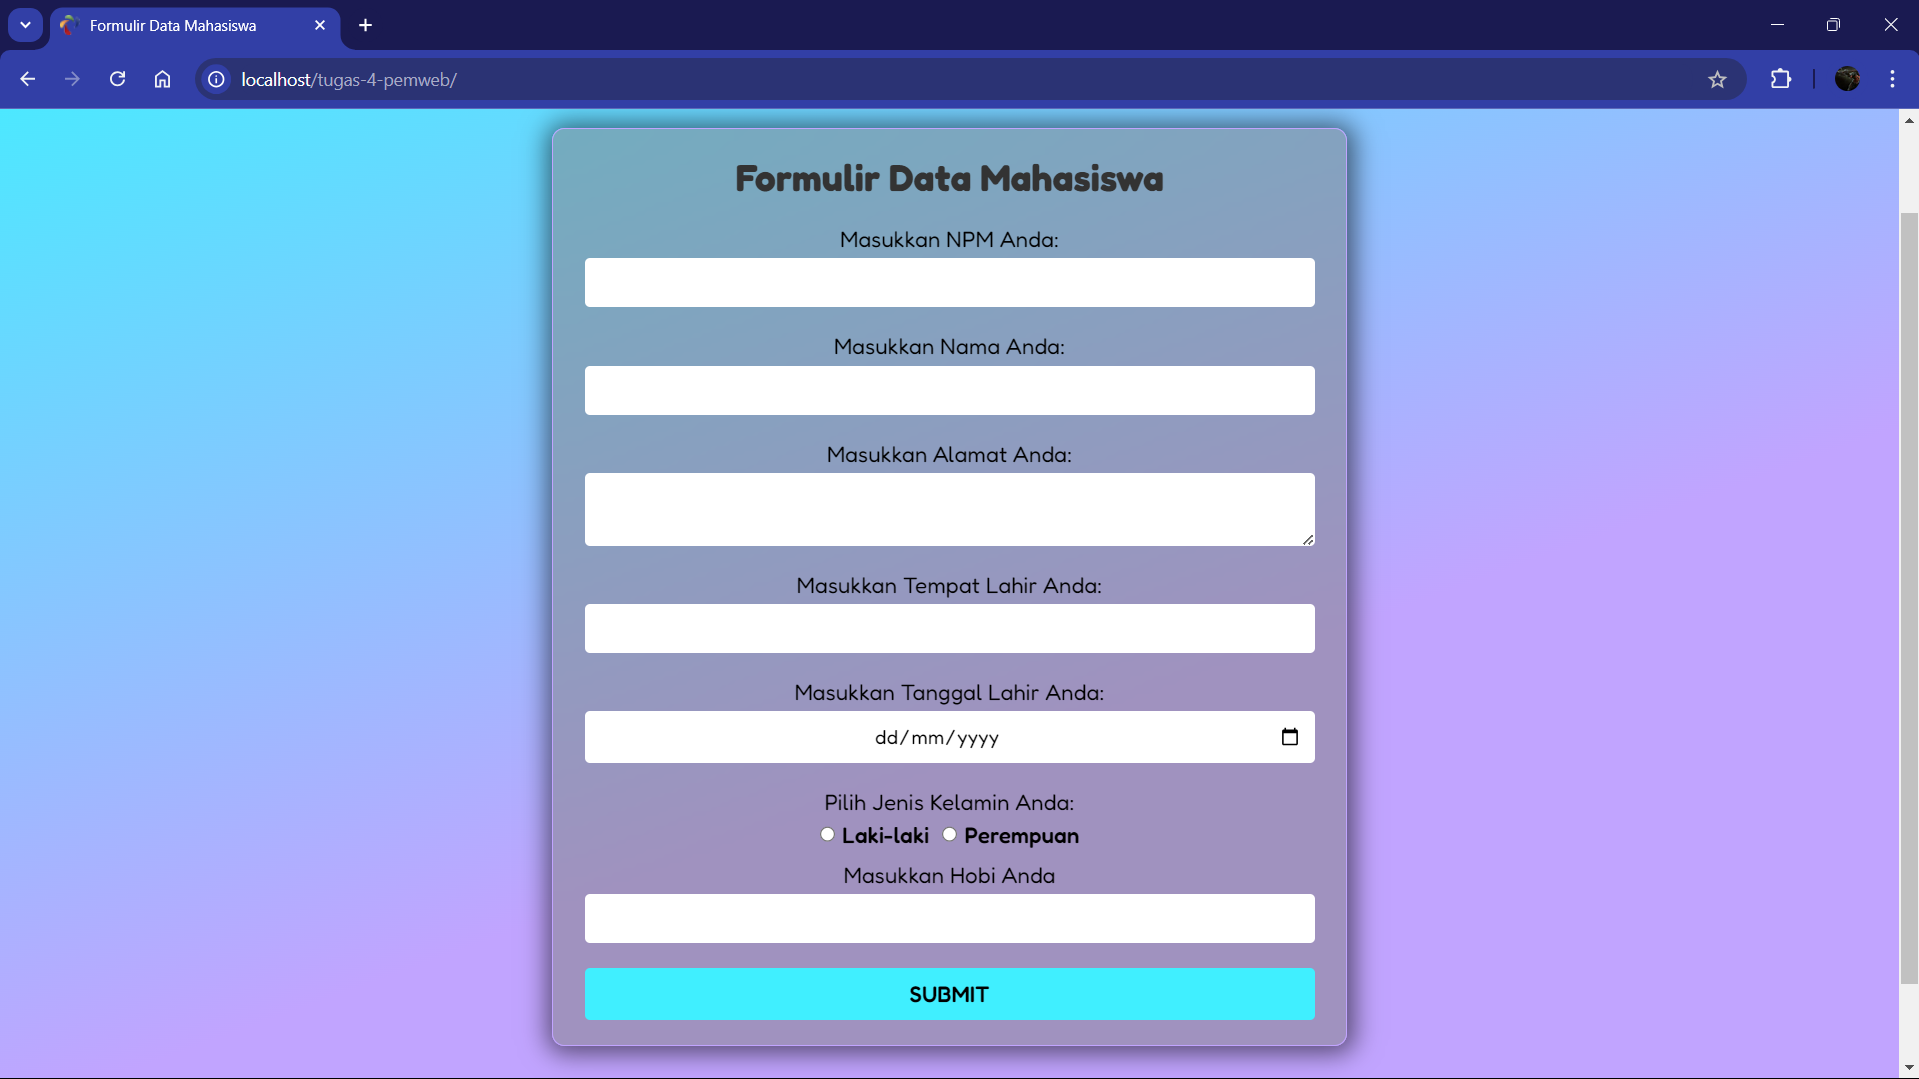 Formulir Data Mahasiswa
localhost/tugas-4-pemweb/
Formulir Data Mahasiswa
Masukkan NPM Anda:
Masukkan Nama Anda:
Masukkan Alamat Anda:
Masukkan Tempat Lahir Anda:
Masukkan Tanggal Lahir Anda:
dd/mm/yyyy
Pilih Jenis Kelamin Anda:
Laki-laki Perempuan
Masukkan Hobi Anda
SUBMIT